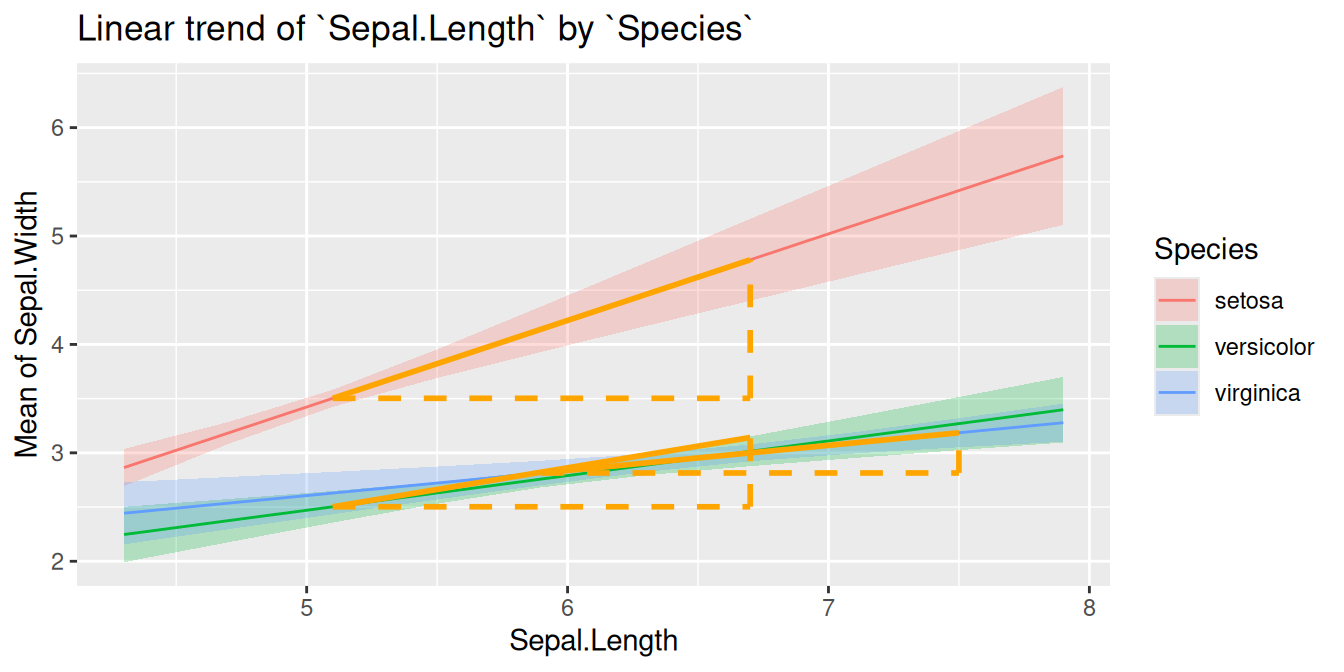 Linear trend of `Sepal.Length` by `Species`
Mean of Sepal.Width
6
5
4
3
2
5
6
7
8
Sepal.Length
Species
setosa
versicolor
virginica